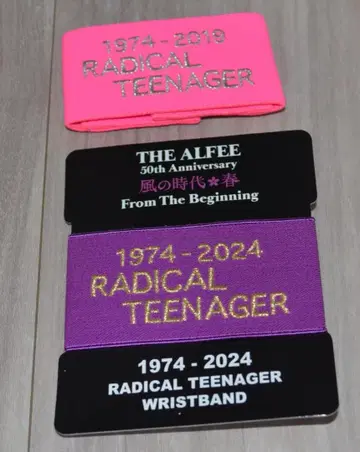 1974 - 2019
RADICAL
TEENAGER
THE ALFEE
50th Anniversary
風の時代★春
From The Beginning
1974 - 2024
RADICAL
TEENAGER
1974 - 2024
RADICAL TEENAGER
WRISTBAND